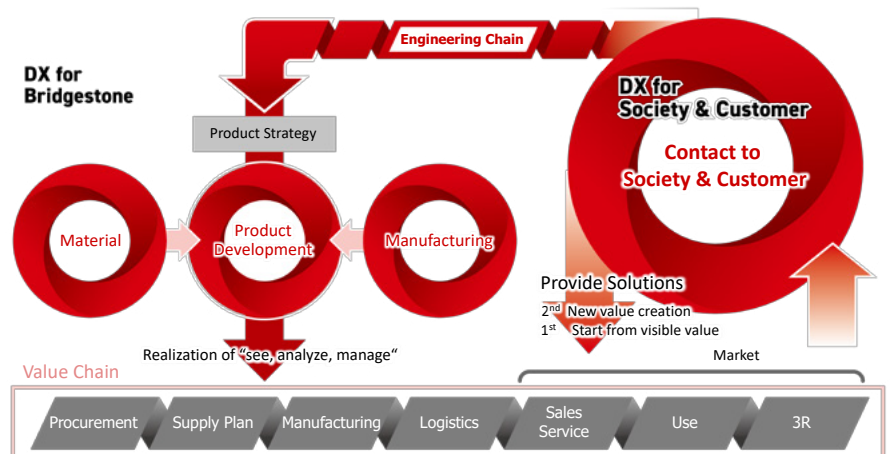 Engineering Chain
DX for
Bridgestone
DX for
Society & Customer
Product Strategy
Contact to
Society & Customer
Material
Product
Development
Manufacturing
Provide Solutions
2nd New value creation
1st Start from visible value
Realization of “see, analyze, manage“
Market
Value Chain
Procurement
Supply Plan
Manufacturing
Logistics
Sales
Service
Use
3R